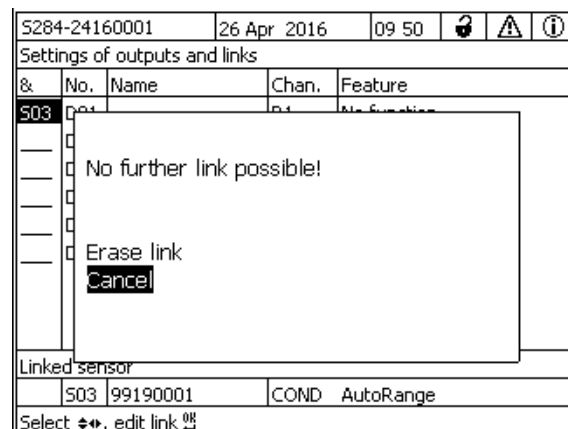 S284-24160001 26 Apr 2016 09 50
Settings of outputs and links
& No. Name Chan. Feature
S03
No further link possible!
Erase link
Cancel
Linked sensor
S03 99190001 COND AutoRange
Select , edit link OK